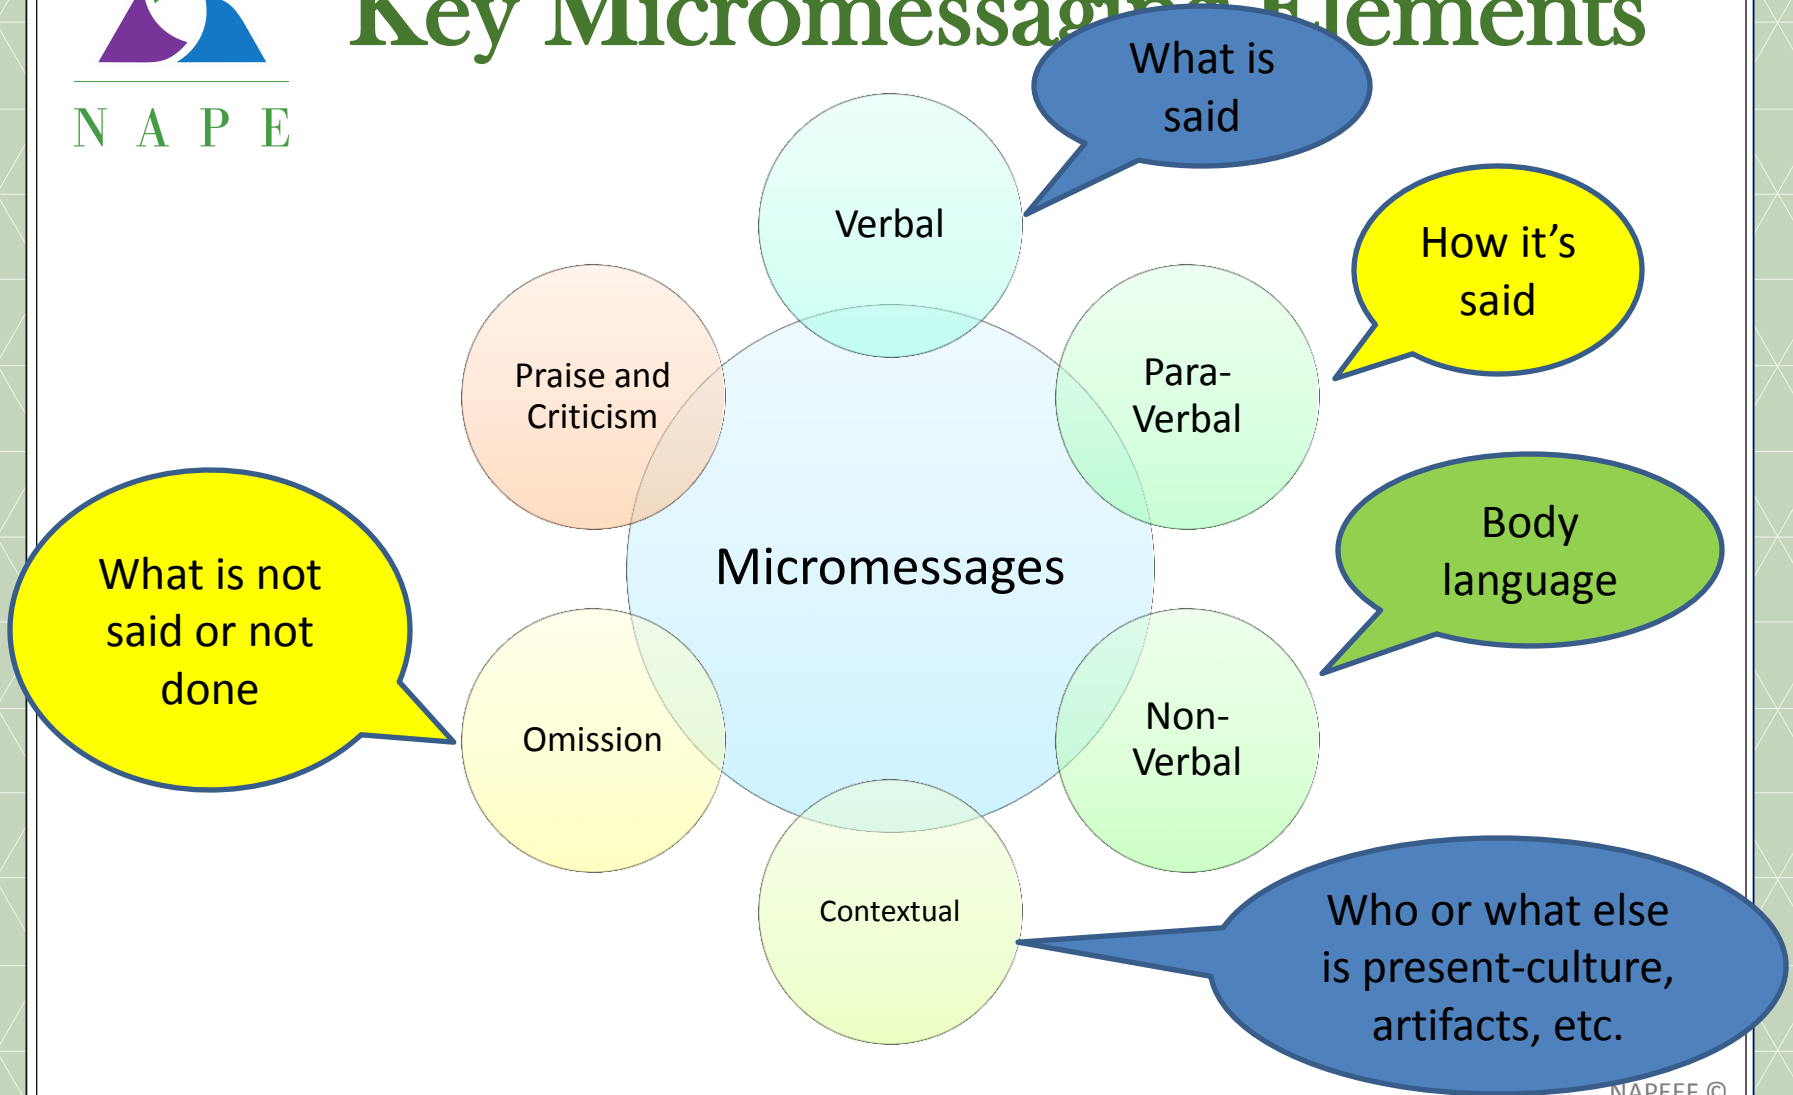 Key Micromessaging Elements
NAPE
What is
said
Verbal
How it’s
said
Praise and
Criticism
Para-
Verbal
Body
language
What is not
said or not
done
Micromessages
Omission
Non-
Verbal
Contextual
Who or what else
is present-culture,
artifacts, etc.
NAPEEF ©